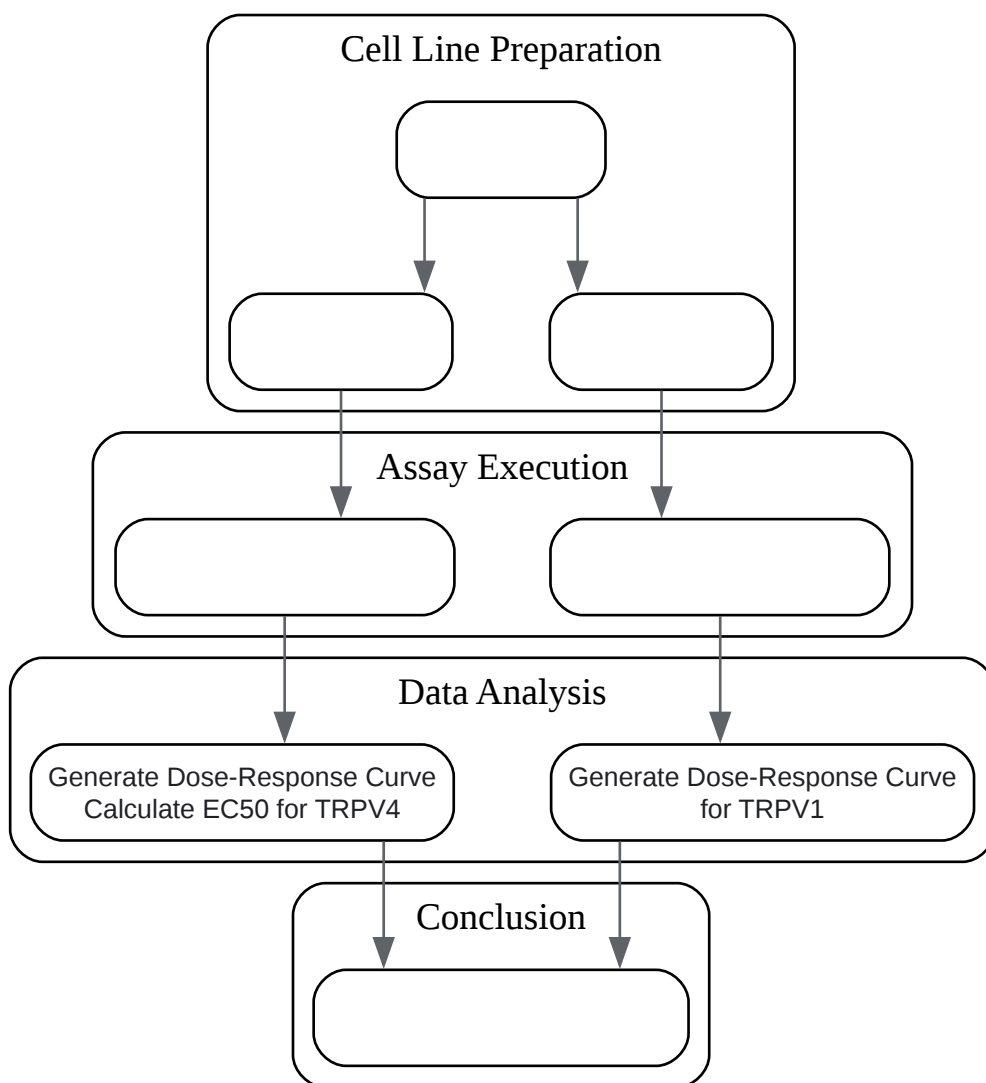 Cell Line Preparation
Assay Execution
Data Analysis
Generate Dose-Response Curve
Calculate EC50 for TRPV4
Generate Dose-Response Curve
for TRPV1
Conclusion